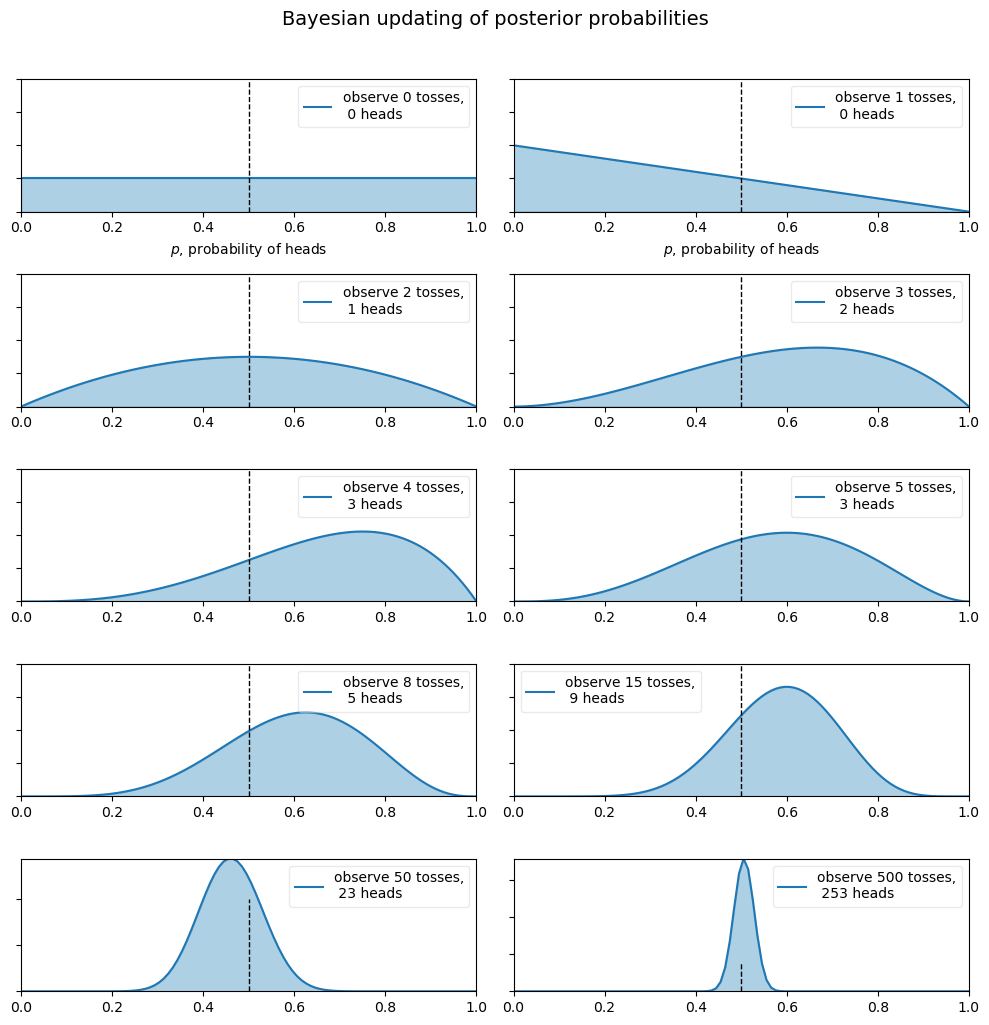 Bayesian updating of posterior probabilities
observe 0 tosses,
0 heads
0.0 0.2 0.4 0.6 0.8 1.0
p, probability of heads
observe 1 tosses,
0 heads
0.0 0.2 0.4 0.6 0.8 1.0
p, probability of heads
observe 2 tosses,
1 heads
0.0 0.2 0.4 0.6 0.8 1.0
observe 3 tosses,
2 heads
0.0 0.2 0.4 0.6 0.8 1.0
observe 4 tosses,
3 heads
0.0 0.2 0.4 0.6 0.8 1.0
observe 5 tosses,
3 heads
0.0 0.2 0.4 0.6 0.8 1.0
observe 8 tosses,
5 heads
0.0 0.2 0.4 0.6 0.8 1.0
observe 15 tosses,
9 heads
0.0 0.2 0.4 0.6 0.8 1.0
observe 50 tosses,
23 heads
0.0 0.2 0.4 0.6 0.8 1.0
observe 500 tosses,
253 heads
0.0 0.2 0.4 0.6 0.8 1.0